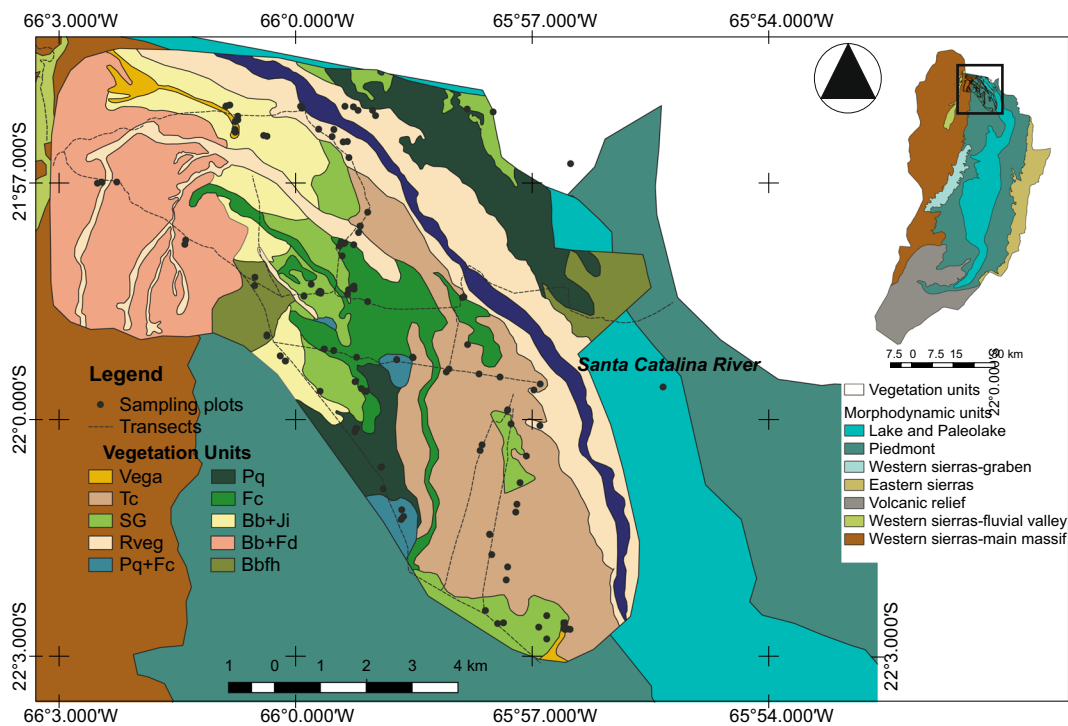 66°3.000'W 66°0.000'W 65°57.000'W 65°54.000'W
21°57.000'S
22°0.000'S
22°3.000'S
Santa Catalina River
Legend
Sampling plots
Transects
Vegetation Units
Vega Pq
Tc Fc
SG Bb+Ji
Rveg Bb+Fd
Pq+Fc Bbfh
1 0 1 2 3 4 km
7.5 0 7.5 15 30 km
Vegetation units
Morphodynamic units
Lake and Paleolake
Piedmont
Western sierras-graben
Eastern sierras
Volcanic relief
Western sierras-fluvial valley
Western sierras-main massif
22°0.000'S
22°3.000'S
66°3.000'W 66°0.000'W 65°57.000'W 65°54.000'W